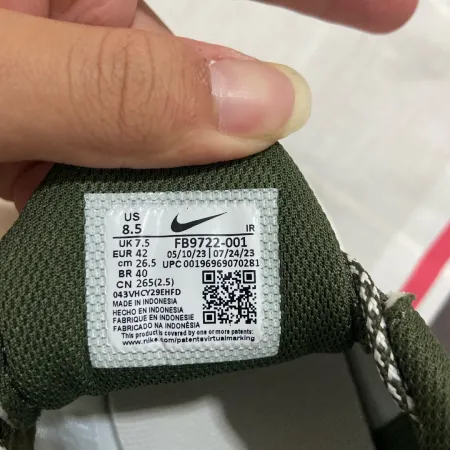 US
8.5 IR
UK 7.5 FB9722-001
EUR 42 05/10/23 07/24/23
cm 26.5 UPC 00196969070281
BR 40
CN 265(2.5)
043VHCY29EHFD
MADE IN INDONESIA
HECHO EN INDONESIA
FABRIQUE EN INDONESIE
FABRICADO NA INDONÉSIA
This product is covered by one or more patents:
www.nike.com/patentsvirtualmarking